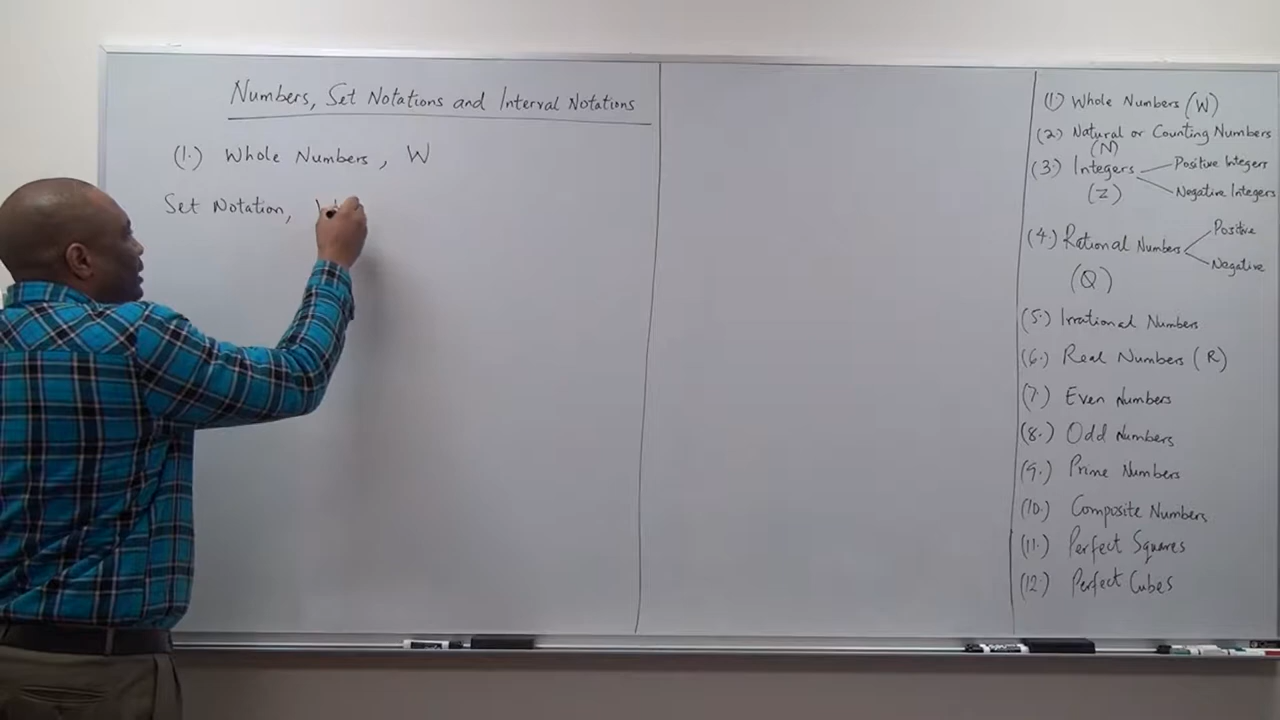 Numbers, Set Notations and Interval Notations
(1.) Whole Numbers, W
Set Notation,
(1) Whole Numbers (W)
(2.) Natural or Counting Numbers
(N)
(3.) Integers
Positive Integers
Negative Integers
(Z)
(4.) Rational Numbers
Positive
Negative
(Q)
(5.) Irrational Numbers
(6.) Real Numbers (R)
(7.) Even Numbers
(8.) Odd Numbers
(9.) Prime Numbers
(10.) Composite Numbers
(11.) Perfect Squares
(12.) Perfect Cubes